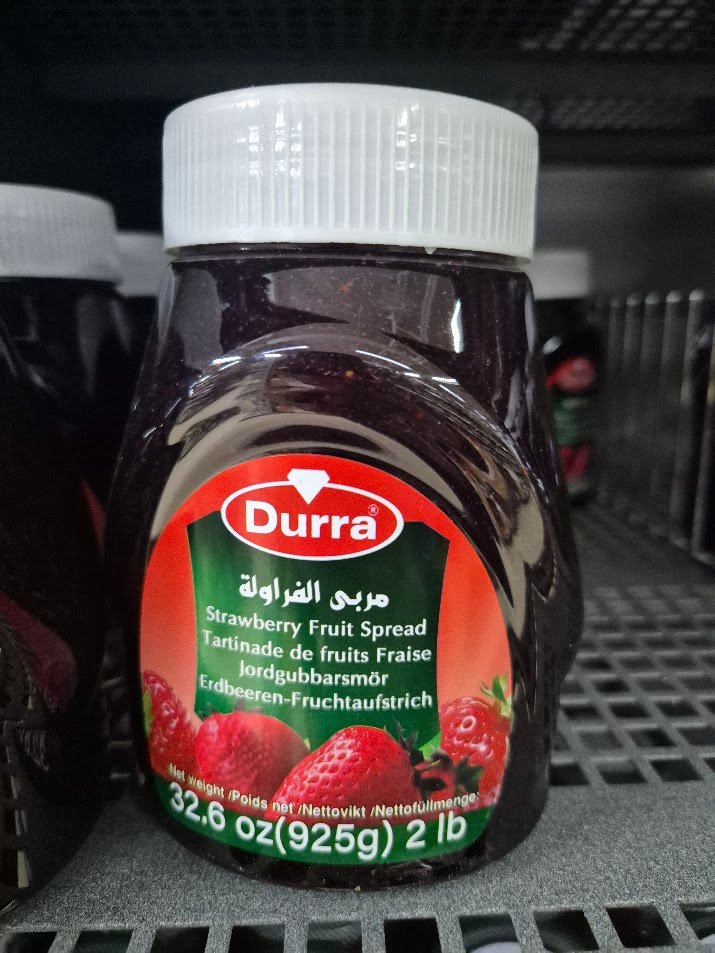 Durra®
مربى الفراولة
Strawberry Fruit Spread
Tartinade de fruits Fraise
Jordgubbarsmör
Erdbeeren-Fruchtaufstrich
Net weight /Poids net /Nettovikt /Nettofüllmenge:
32.6 oz(925g) 2 lb